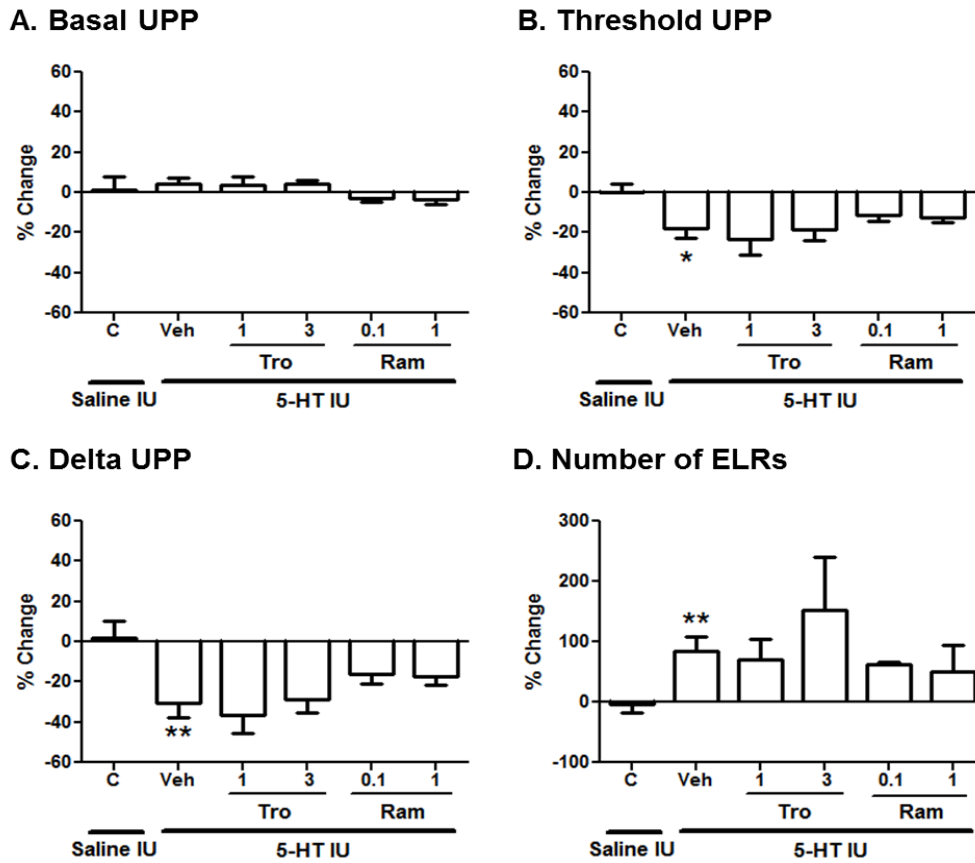 A. Basal UPP
60
40
20
0
-20
-40
-60
% Change
C Veh 1 3 0.1 1
Tro Ram
Saline IU 5-HT IU
B. Threshold UPP
60
40
20
0
-20
-40
-60
% Change
*
C Veh 1 3 0.1 1
Tro Ram
Saline IU 5-HT IU
C. Delta UPP
60
40
20
0
-20
-40
-60
% Change
**
C Veh 1 3 0.1 1
Tro Ram
Saline IU 5-HT IU
D. Number of ELRs
300
200
100
0
-100
% Change
**
C Veh 1 3 0.1 1
Tro Ram
Saline IU 5-HT IU